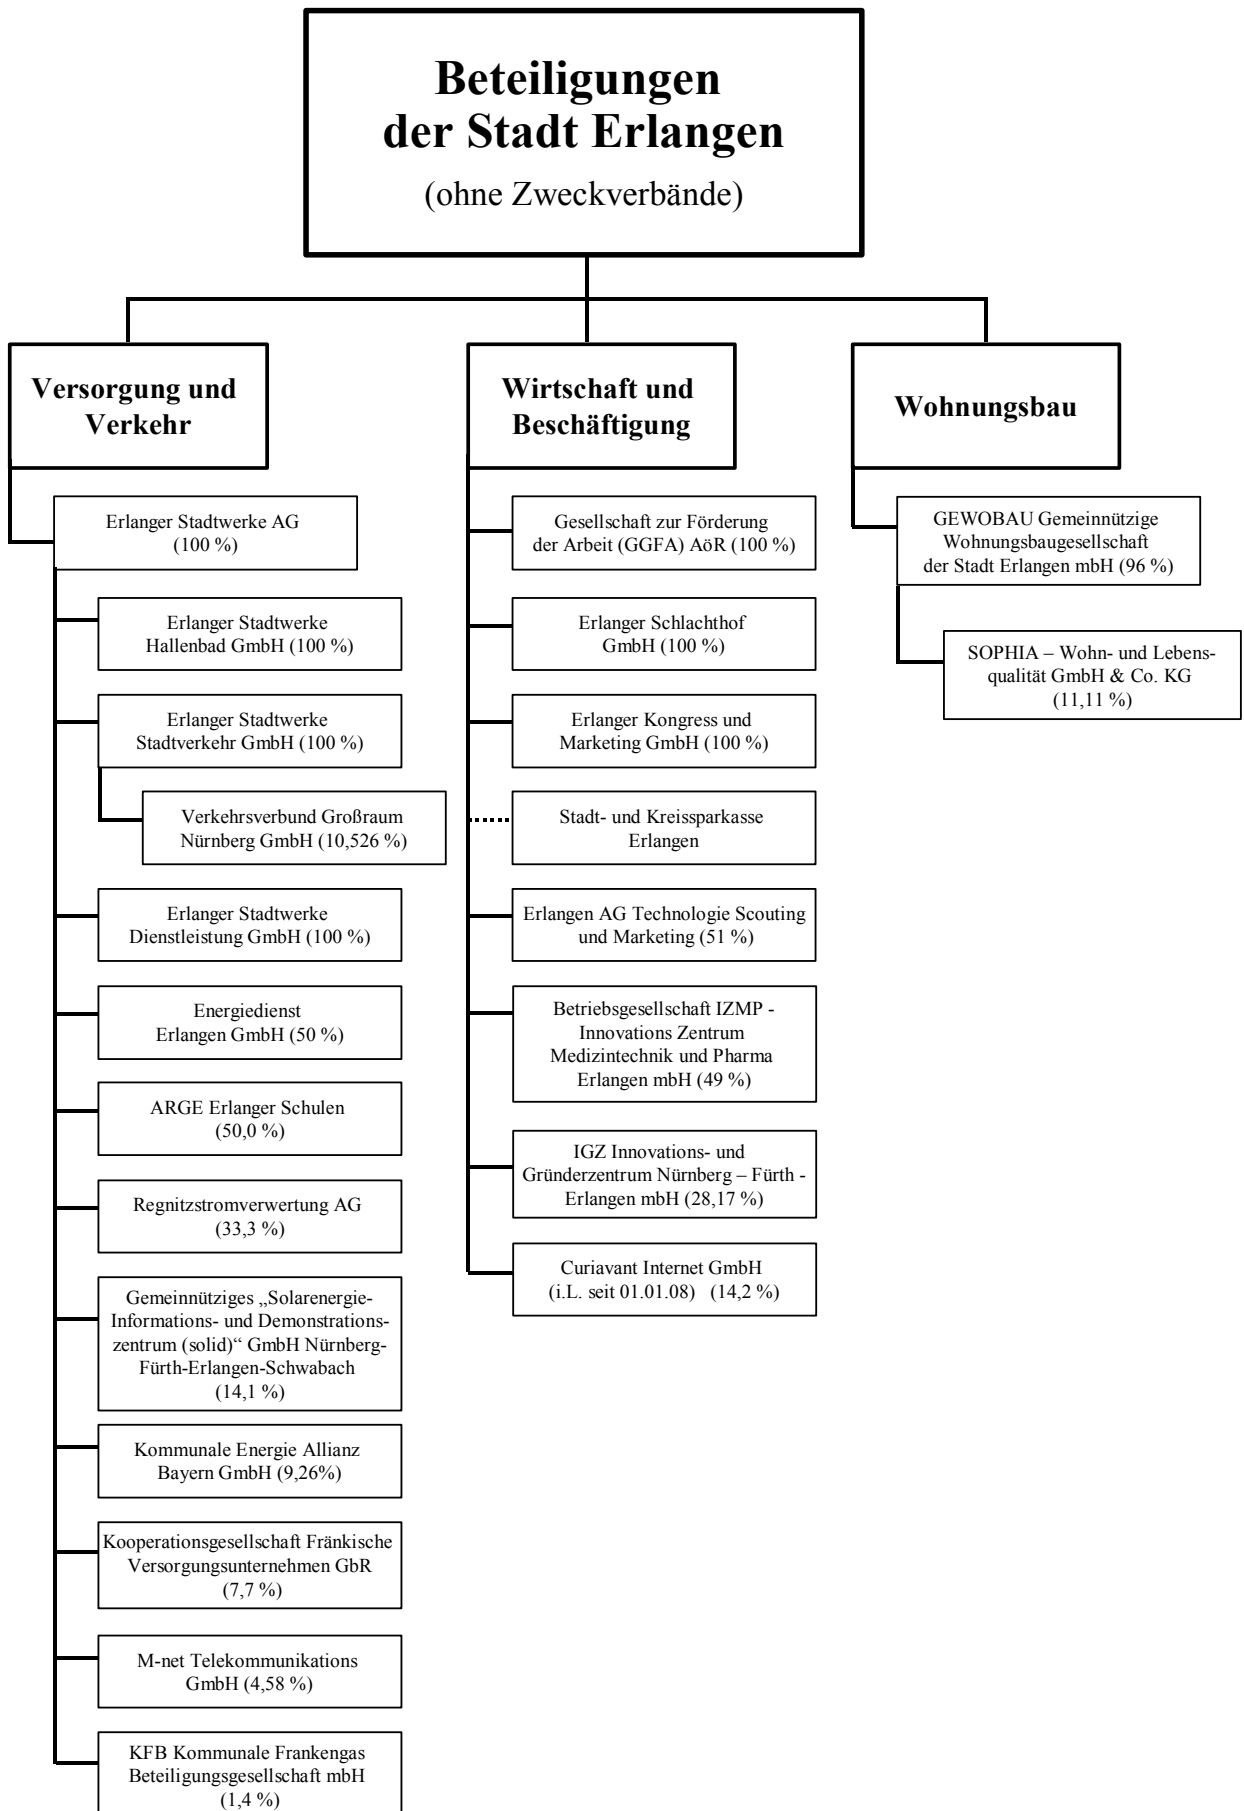 Beteiligungen
der Stadt Erlangen
(ohne Zweckverbände)
Versorgung und
Verkehr
Erlanger Stadtwerke AG
(100 %)
Erlanger Stadtwerke
Hallenbad GmbH (100 %)
Erlanger Stadtwerke
Stadtverkehr GmbH (100 %)
Verkehrsverbund Großraum
Nürnberg GmbH (10,526 %)
Erlanger Stadtwerke
Dienstleistung GmbH (100 %)
Energiedienst
Erlangen GmbH (50 %)
ARGE Erlanger Schulen
(50,0 %)
Regnitzstromverwertung AG
(33,3 %)
Gemeinnütziges „Solarenergie-
Informations- und Demonstrations-
zentrum (solid)“ GmbH Nürnberg-
Fürth-Erlangen-Schwabach
(14,1 %)
Kommunale Energie Allianz
Bayern GmbH (9,26%)
Kooperationsgesellschaft Fränkische
Versorgungsunternehmen GbR
(7,7 %)
M-net Telekommunikations
GmbH (4,58 %)
KFB Kommunale Frankengas
Beteiligungsgesellschaft mbH
(1,4 %)
Wirtschaft und
Beschäftigung
Gesellschaft zur Förderung
der Arbeit (GGFA) AöR (100 %)
Erlanger Schlachthof
GmbH (100 %)
Erlanger Kongress und
Marketing GmbH (100 %)
Stadt- und Kreissparkasse
Erlangen
Erlangen AG Technologie Scouting
und Marketing (51 %)
Betriebsgesellschaft IZMP -
Innovations Zentrum
Medizintechnik und Pharma
Erlangen mbH (49 %)
IGZ Innovations- und
Gründerzentrum Nürnberg – Fürth -
Erlangen mbH (28,17 %)
Curiavant Internet GmbH
(i.L. seit 01.01.08) (14,2 %)
Wohnungsbau
GEWOBAU Gemeinnützige
Wohnungsbaugesellschaft
der Stadt Erlangen mbH (96 %)
SOPHIA – Wohn- und Lebens-
qualität GmbH & Co. KG
(11,11 %)